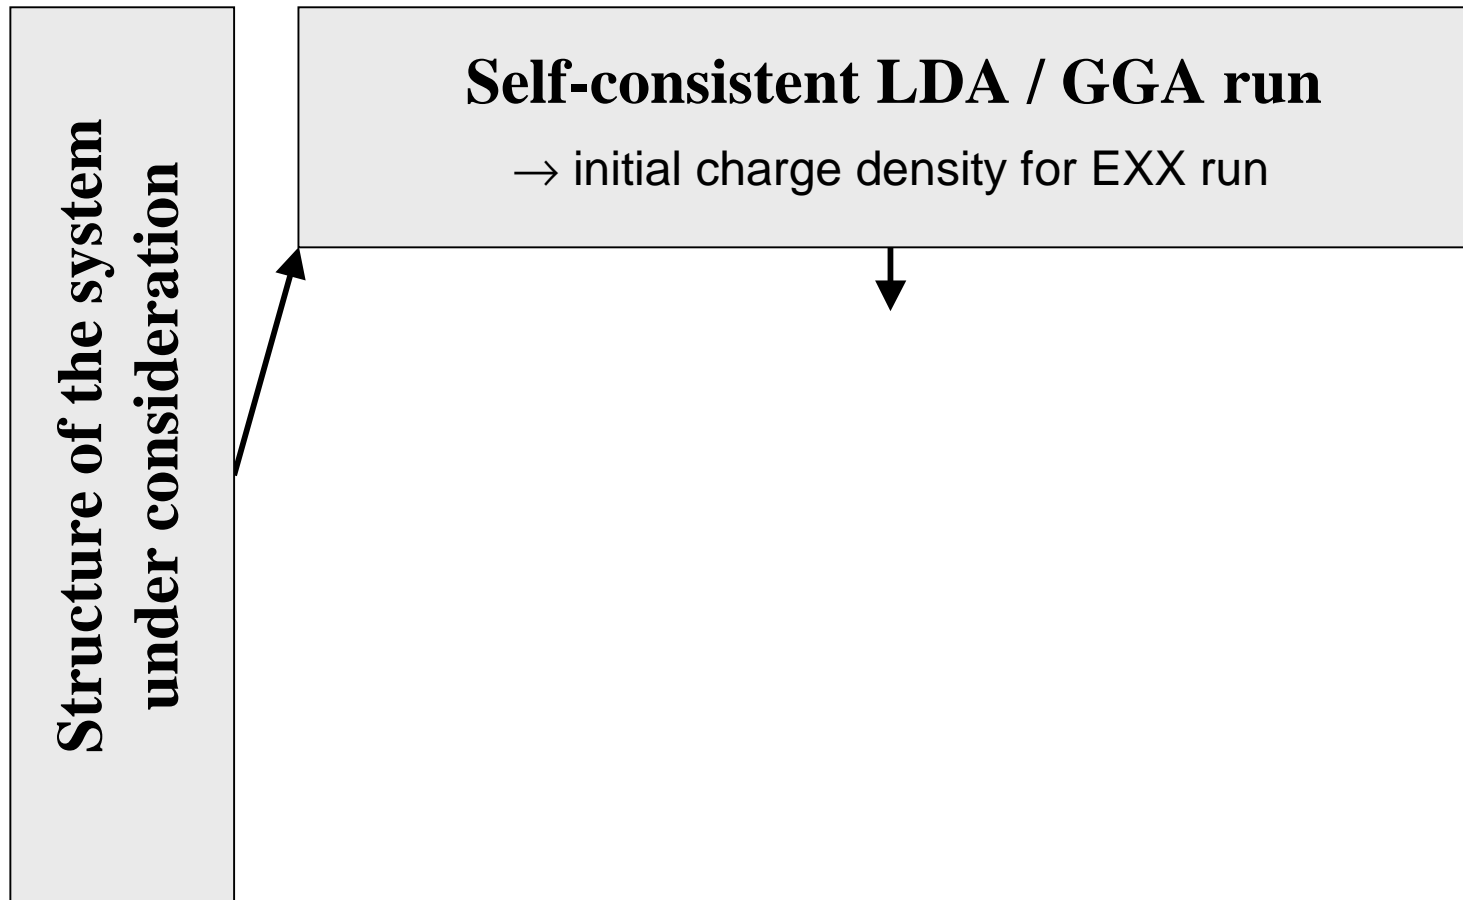 Structure of the system
under consideration
Self-consistent LDA / GGA run
→ initial charge density for EXX run